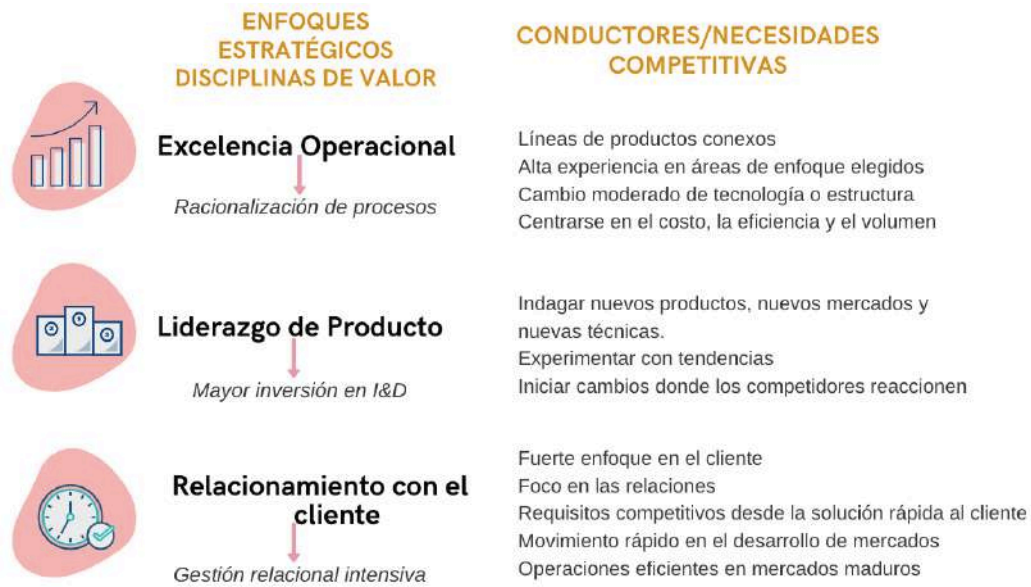 ENFOQUES
ESTRATÉGICOS
DISCIPLINAS DE VALOR
CONDUCTORES/NECESIDADES
COMPETITIVAS
Excelencia Operacional
Racionalización de procesos
Líneas de productos conexos
Alta experiencia en áreas de enfoque elegidos
Cambio moderado de tecnología o estructura
Centrarse en el costo, la eficiencia y el volumen
2
1
3
Liderazgo de Producto
Mayor inversión en I&D
Indagar nuevos productos, nuevos mercados y
nuevas técnicas.
Experimentar con tendencias
Iniciar cambios donde los competidores reaccionen
Relacionamiento con el
cliente
Gestión relacional intensiva
Fuerte enfoque en el cliente
Foco en las relaciones
Requisitos competitivos desde la solución rápida al cliente
Movimiento rápido en el desarrollo de mercados
Operaciones eficientes en mercados maduros